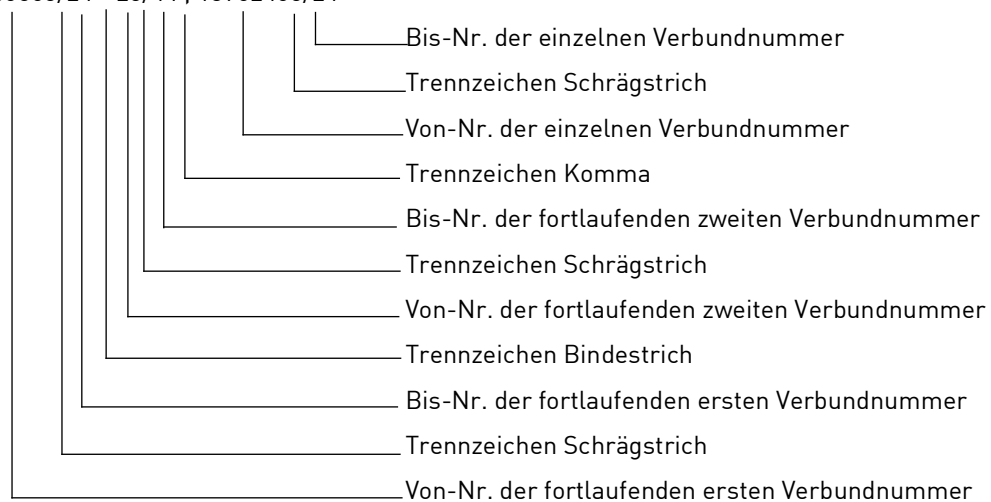 Bis-Nr. der einzelnen Verbundnummer
Trennzeichen Schrägstrich
Von-Nr. der einzelnen Verbundnummer
Trennzeichen Komma
Bis-Nr. der fortlaufenden zweiten Verbundnummer
Trennzeichen Schrägstrich
Von-Nr. der fortlaufenden zweiten Verbundnummer
Trennzeichen Bindestrich
Bis-Nr. der fortlaufenden ersten Verbundnummer
Trennzeichen Schrägstrich
Von-Nr. der fortlaufenden ersten Verbundnummer